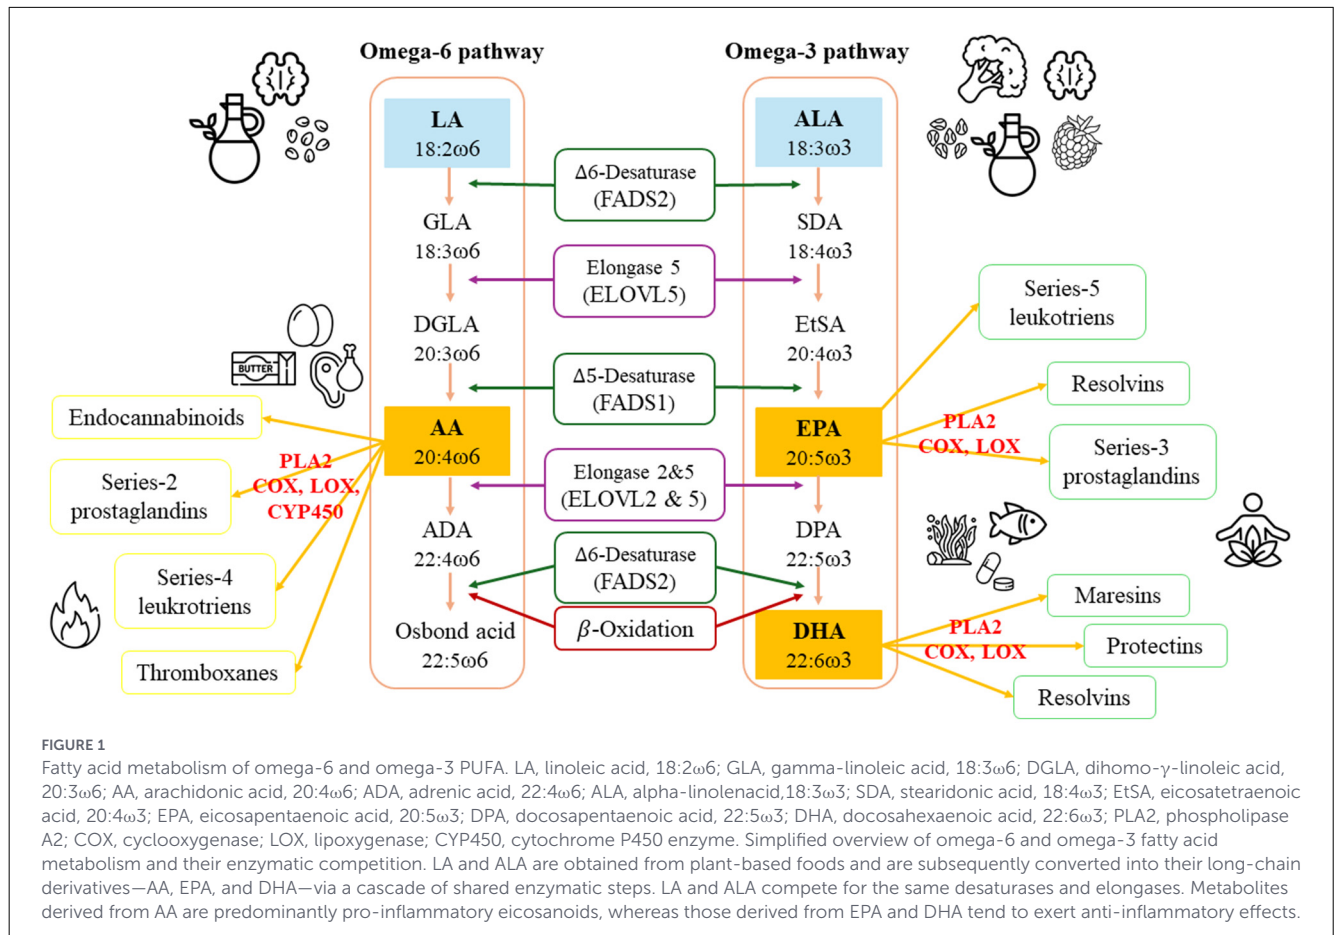 Omega-6 pathway
Omega-3 pathway
LA
18:2ω6
ALA
18:3ω3
Δ6-Desaturase
(FADS2)
GLA
18:3ω6
SDA
18:4ω3
Elongase 5
(ELOVL5)
Series-5
leukotriens
DGLA
20:3ω6
EtSA
20:4ω3
BUTTER
Δ5-Desaturase
(FADS1)
Resolvins
Endocannabinoids
AA
20:4ω6
EPA
20:5ω3
PLA2
COX, LOX
Series-3
prostaglandins
PLA2
COX, LOX,
CYP450
Series-2
prostaglandins
Elongase 2&5
(ELOVL2 & 5)
ADA
22:4ω6
DPA
22:5ω3
Δ6-Desaturase
(FADS2)
Series-4
leukrotriens
Maresins
β-Oxidation
Osbond acid
22:5ω6
DHA
22:6ω3
PLA2
COX, LOX
Protectins
Thromboxanes
Resolvins
FIGURE 1
Fatty acid metabolism of omega-6 and omega-3 PUFA. LA, linoleic acid, 18:2ω6; GLA, gamma-linoleic acid, 18:3ω6; DGLA, dihomo-γ-linoleic acid,
20:3ω6; AA, arachidonic acid, 20:4ω6; ADA, adrenic acid, 22:4ω6; ALA, alpha-linolenacid,18:3ω3; SDA, stearidonic acid, 18:4ω3; EtSA, eicosatetraenoic
acid, 20:4ω3; EPA, eicosapentaenoic acid, 20:5ω3; DPA, docosapentaenoic acid, 22:5ω3; DHA, docosahexaenoic acid, 22:6ω3; PLA2, phospholipase
A2; COX, cyclooxygenase; LOX, lipoxygenase; CYP450, cytochrome P450 enzyme. Simplified overview of omega-6 and omega-3 fatty acid
metabolism and their enzymatic competition. LA and ALA are obtained from plant-based foods and are subsequently converted into their long-chain
derivatives—AA, EPA, and DHA—via a cascade of shared enzymatic steps. LA and ALA compete for the same desaturases and elongases. Metabolites
derived from AA are predominantly pro-inflammatory eicosanoids, whereas those derived from EPA and DHA tend to exert anti-inflammatory effects.